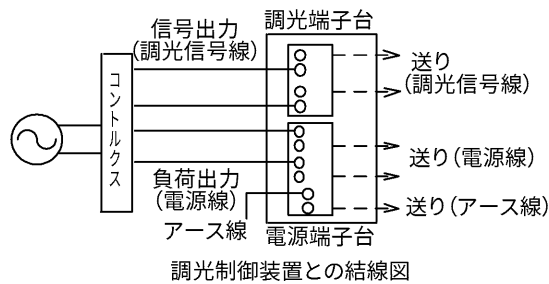 調光端子台
信号出力
(調光信号線)
送り
(調光信号線)
コントルクス
送り(電源線)
負荷出力
(電源線)
送り(アース線)
アース線
電源端子台
調光制御装置との結線図